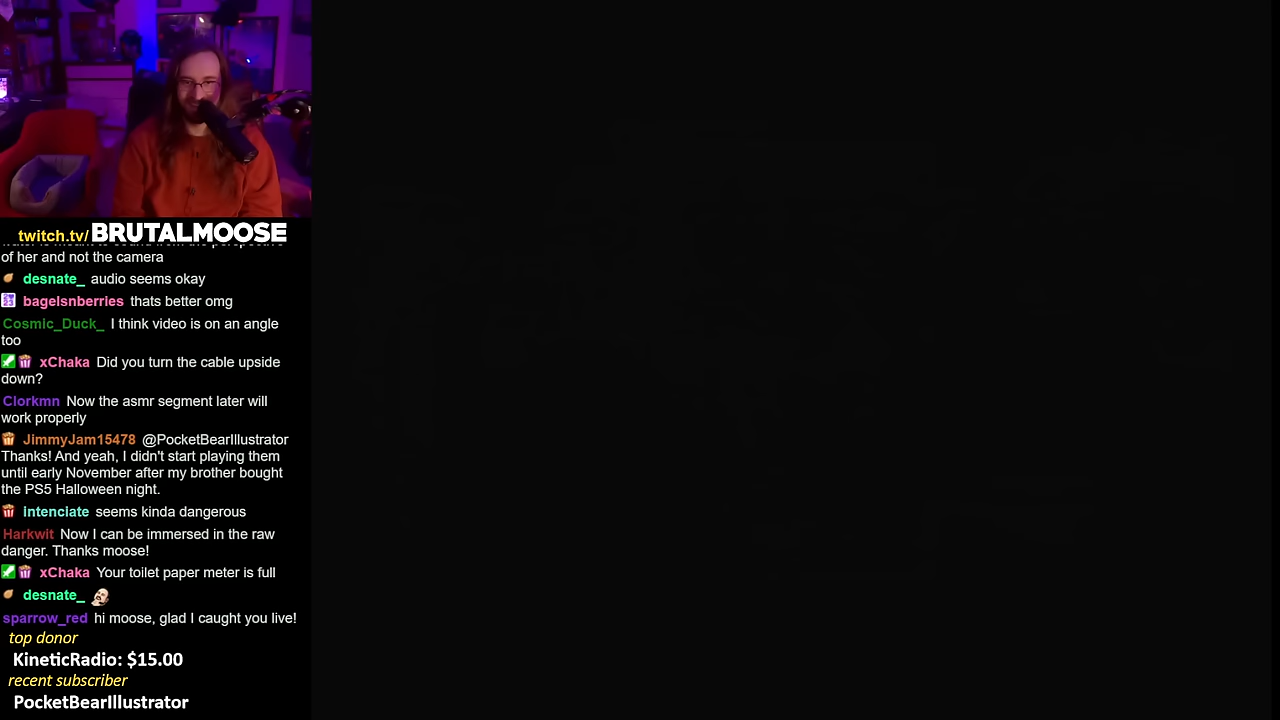 twitch.tv/BRUTALMOOSE
of her and not the camera
desnate_ audio seems okay
bagelsnberries thats better omg
Cosmic_Duck_ I think video is on an angle
too
xChaka Did you turn the cable upside
down?
Clorkmn Now the asmr segment later will
work properly
JimmyJam15478 @PocketBearIllustrator
Thanks! And yeah, I didn't start playing them
until early November after my brother bought
the PS5 Halloween night.
intenciate seems kinda dangerous
Harkwit Now I can be immersed in the raw
danger. Thanks moose!
xChaka Your toilet paper meter is full
desnate_
sparrow_red hi moose, glad I caught you live!
top donor
KineticRadio: $15.00
recent subscriber
PocketBearIllustrator